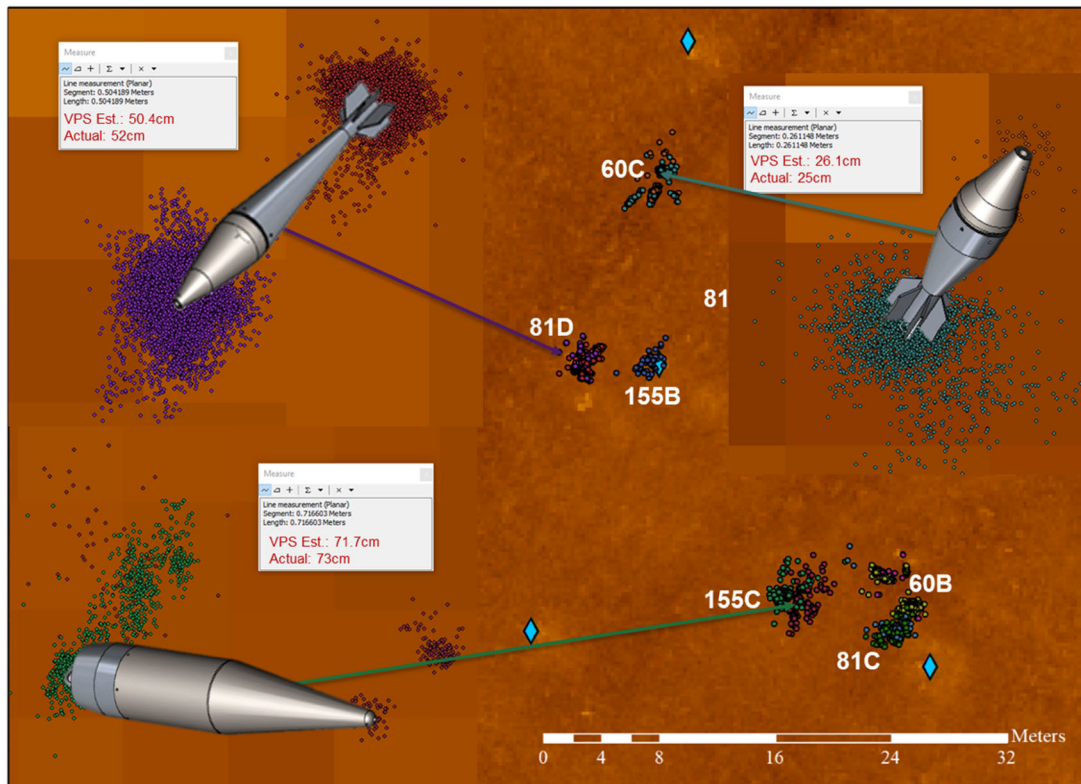 Measure
Σ
Line measurement (Planar)
Segment: 0.504189 Meters
Length: 0.504189 Meters
VPS Est.: 50.4cm
Actual: 52cm
Measure
Σ
Line measurement (Planar)
Segment: 0.261148 Meters
Length: 0.261148 Meters
VPS Est.: 26.1cm
Actual: 25cm
60C
81
81D
155B
Measure
Σ
Line measurement (Planar)
Segment: 0.716603 Meters
Length: 0.716603 Meters
VPS Est.: 71.7cm
Actual: 73cm
155C
60B
81C
Meters
0 4 8 16 24 32